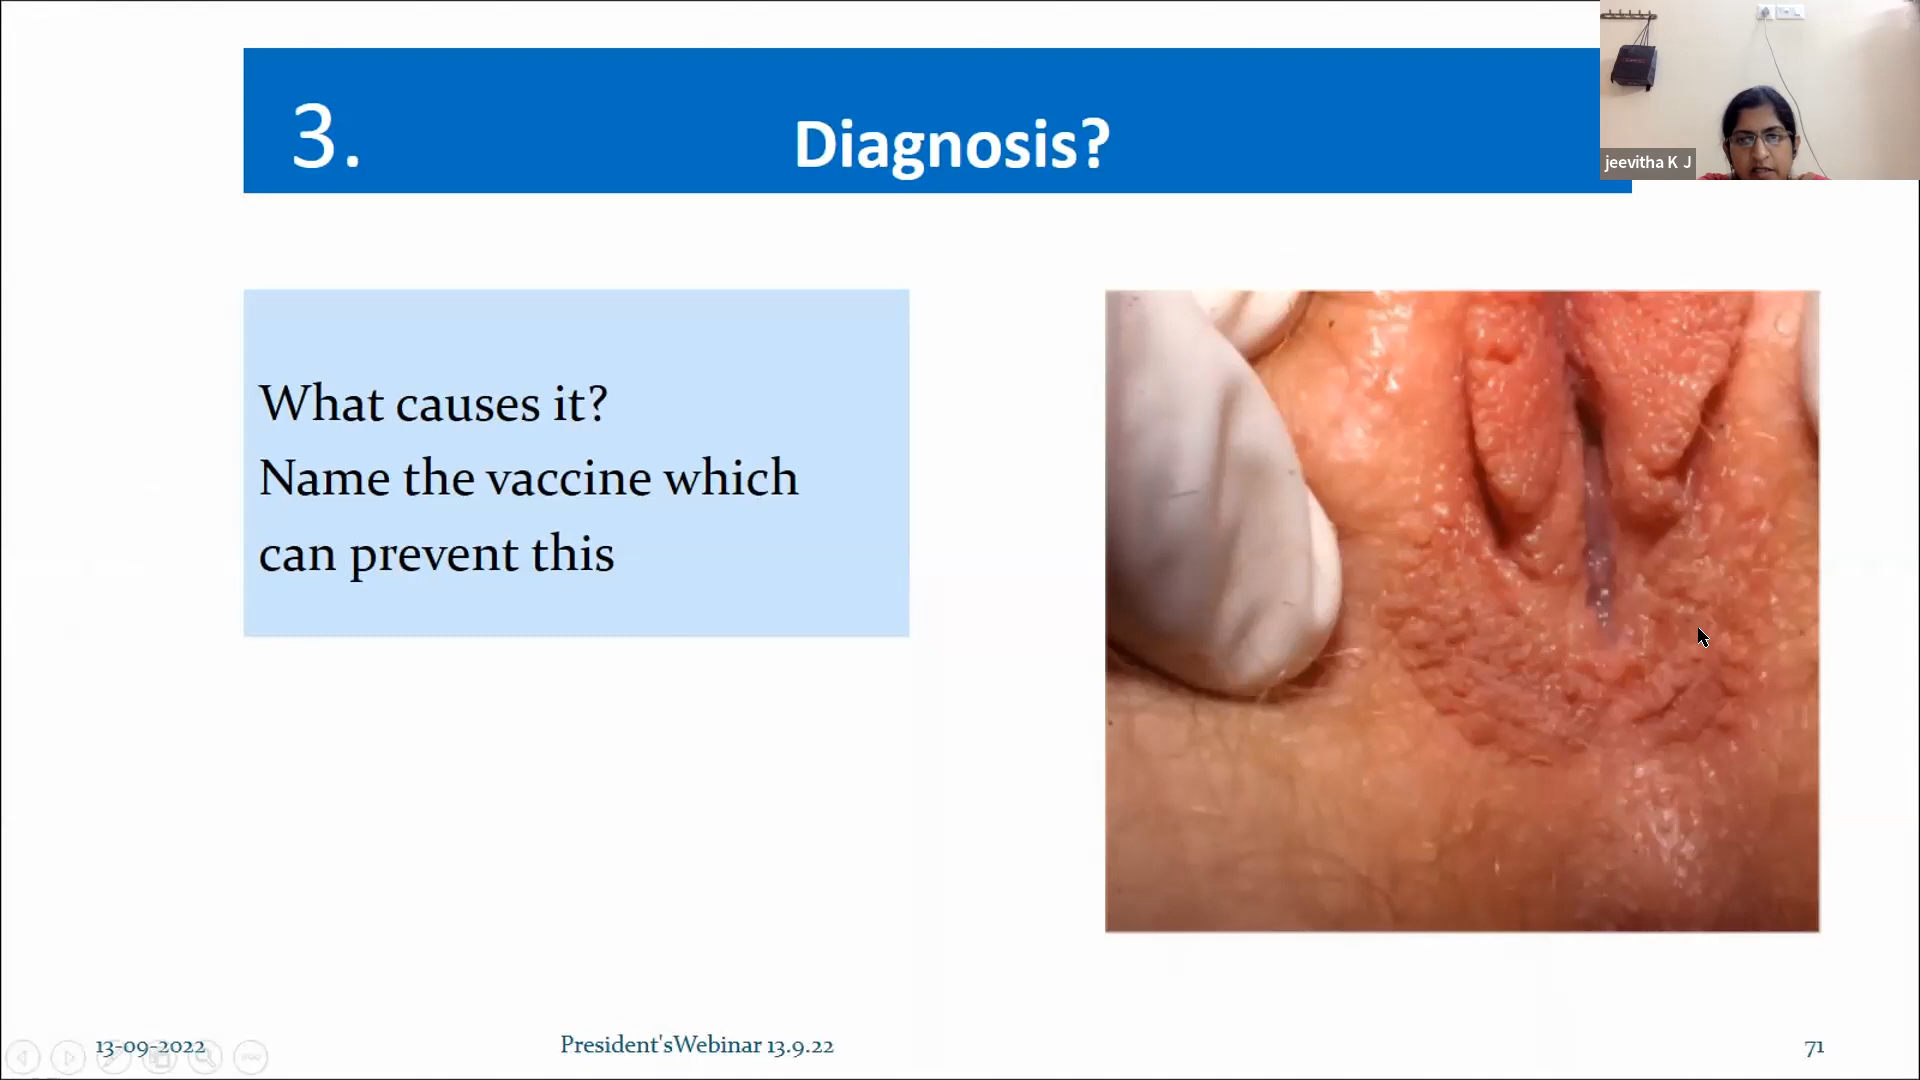 3.
Diagnosis?
jeevitha K J
What causes it?
Name the vaccine which
can prevent this
13-09-2022
President'sWebinar 13.9.22
71